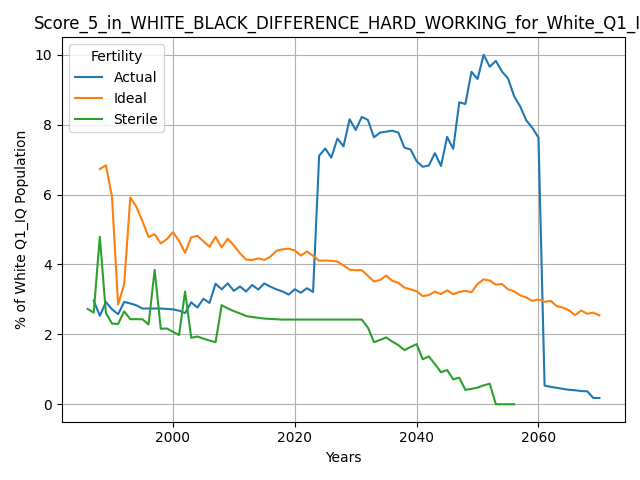 Score_5_in_WHITE_BLACK_DIFFERENCE_HARD_WORKING_for_White_Q1_I
Fertility
Actual
Ideal
Sterile
% of White Q1_IQ Population
10
8
6
4
2
0
2000 2020 2040 2060
Years